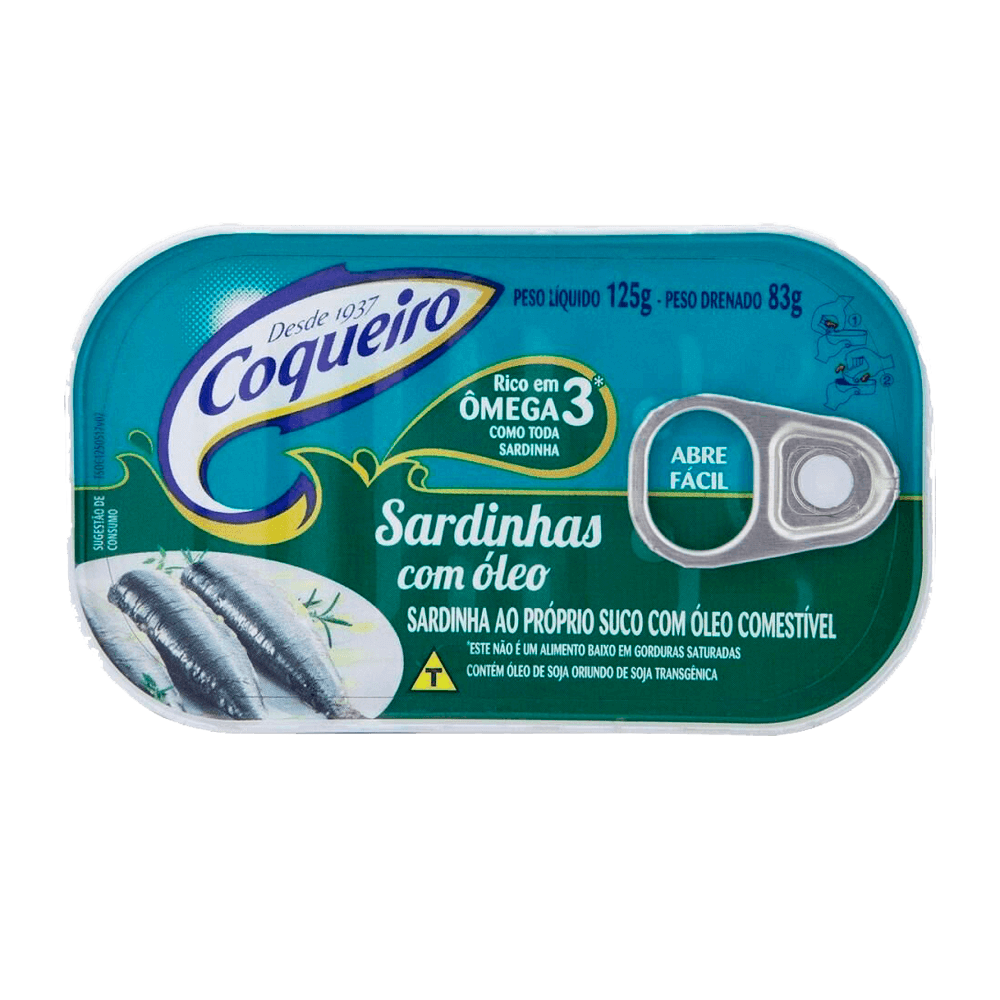 Desde 1937
Coqueiro
PESO LÍQUIDO 125g - PESO DRENADO 83g
1
2
Rico em
ÔMEGA 3*
COMO TODA
SARDINHA
ABRE
FÁCIL
SUGESTÃO DE
CONSUMO
Sardinhas
com óleo
SARDINHA AO PRÓPRIO SUCO COM ÓLEO COMESTÍVEL
*ESTE NÃO É UM ALIMENTO BAIXO EM GORDURAS SATURADAS
T
CONTÉM ÓLEO DE SOJA ORIUNDO DE SOJA TRANSGÊNICA